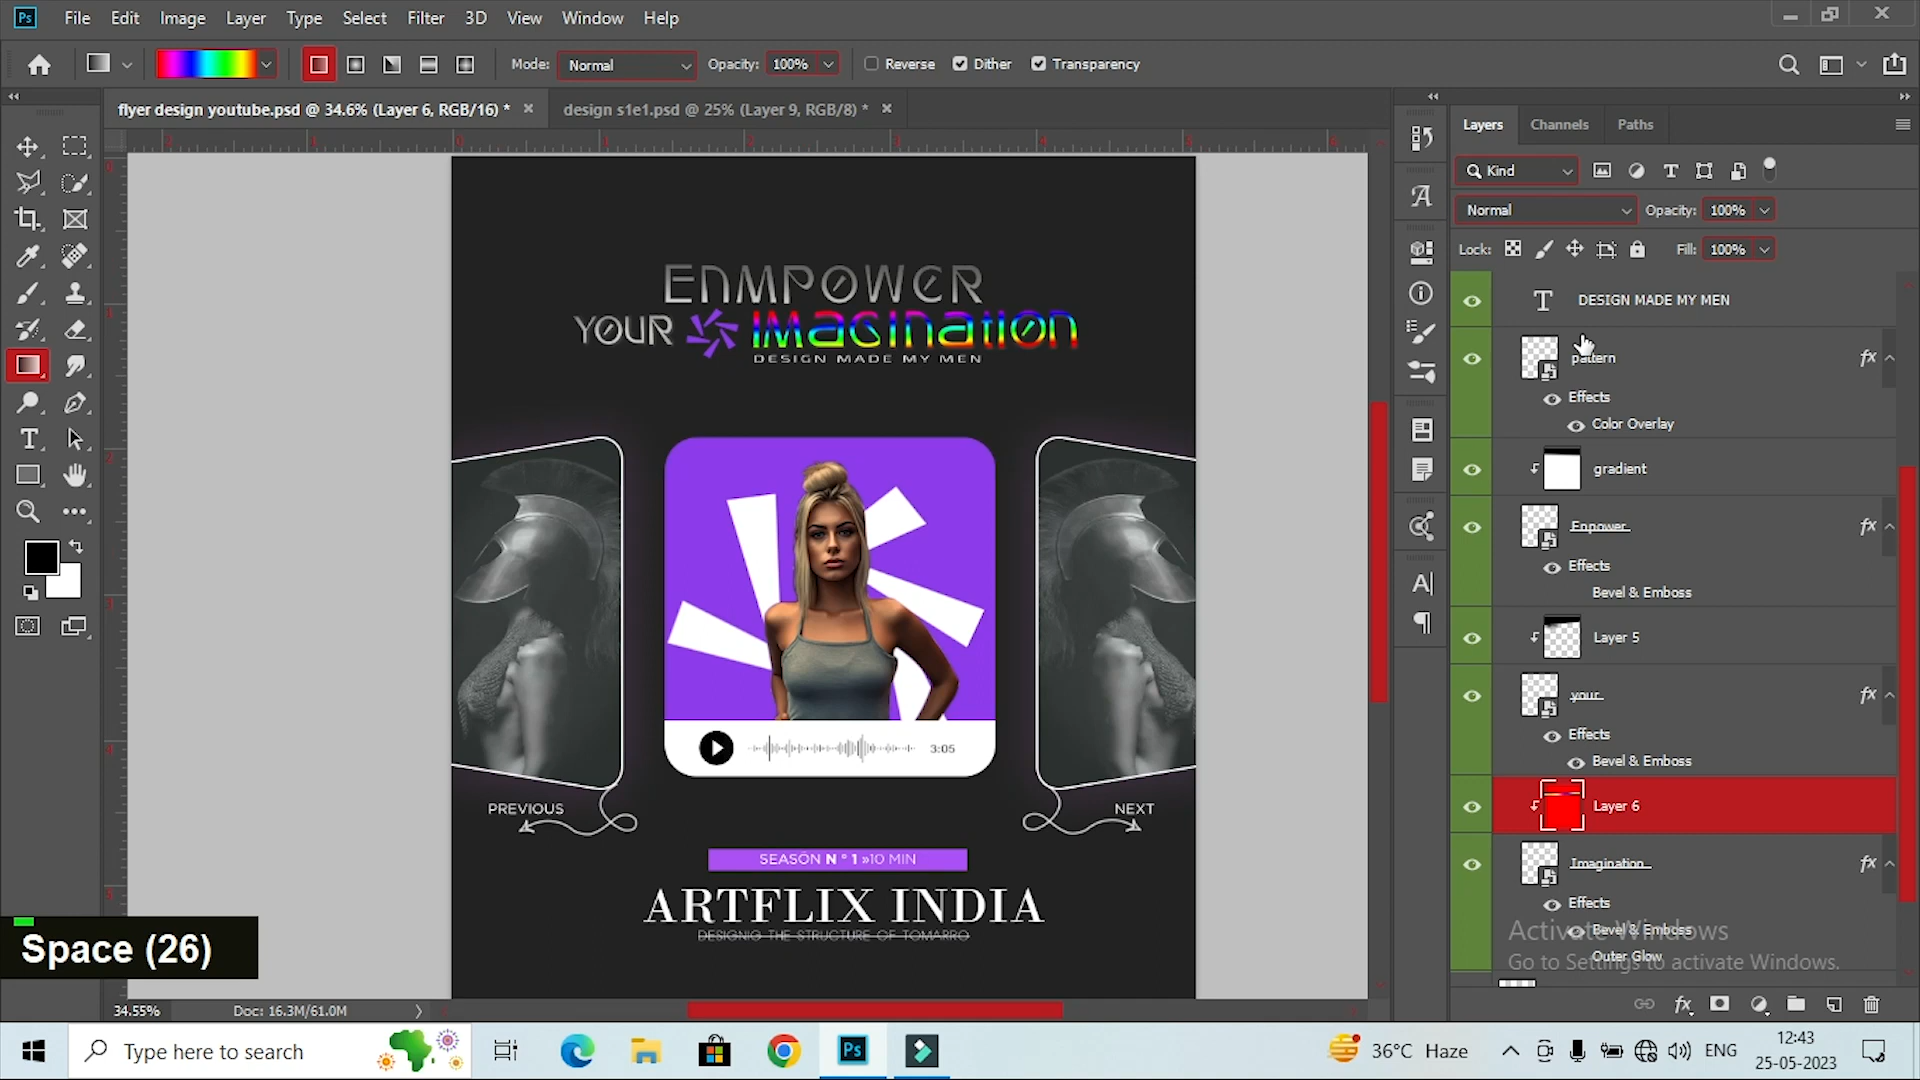 File Edit Image Layer Type Select Filter 3D View Window Help
Mode: Normal Opacity: 100% Reverse Dither Transparency
flyer design youtube.psd @ 34.6% (Layer 6, RGB/16) *
design s1e1.psd @ 25% (Layer 9, RGB/8) *
Layers Channels Paths
Kind
Normal Opacity: 100%
Lock: Fill: 100%
DESIGN MADE MY MEN
pattern
Effects
Color Overlay
gradient
Enpower
Effects
Bevel & Emboss
Layer 5
your
Effects
Bevel & Emboss
Layer 6
Imagination
Effects
Bevel & Emboss
Outer Glow
Activate Windows
Go to Settings to activate Windows.
ENMPOWER
YOUR IMAGINATION
DESIGN MADE MY MEN
3:05
PREVIOUS
NEXT
SEASÖN N ° 1 »10 MIN
ARTFLIX INDIA
DESIGNIG THE STRUCTURE OF TOMARRO
Space (26)
34.55% Doc: 16.3M/61.0M
Type here to search
36°C Haze
ENG
12:43
25-05-2023